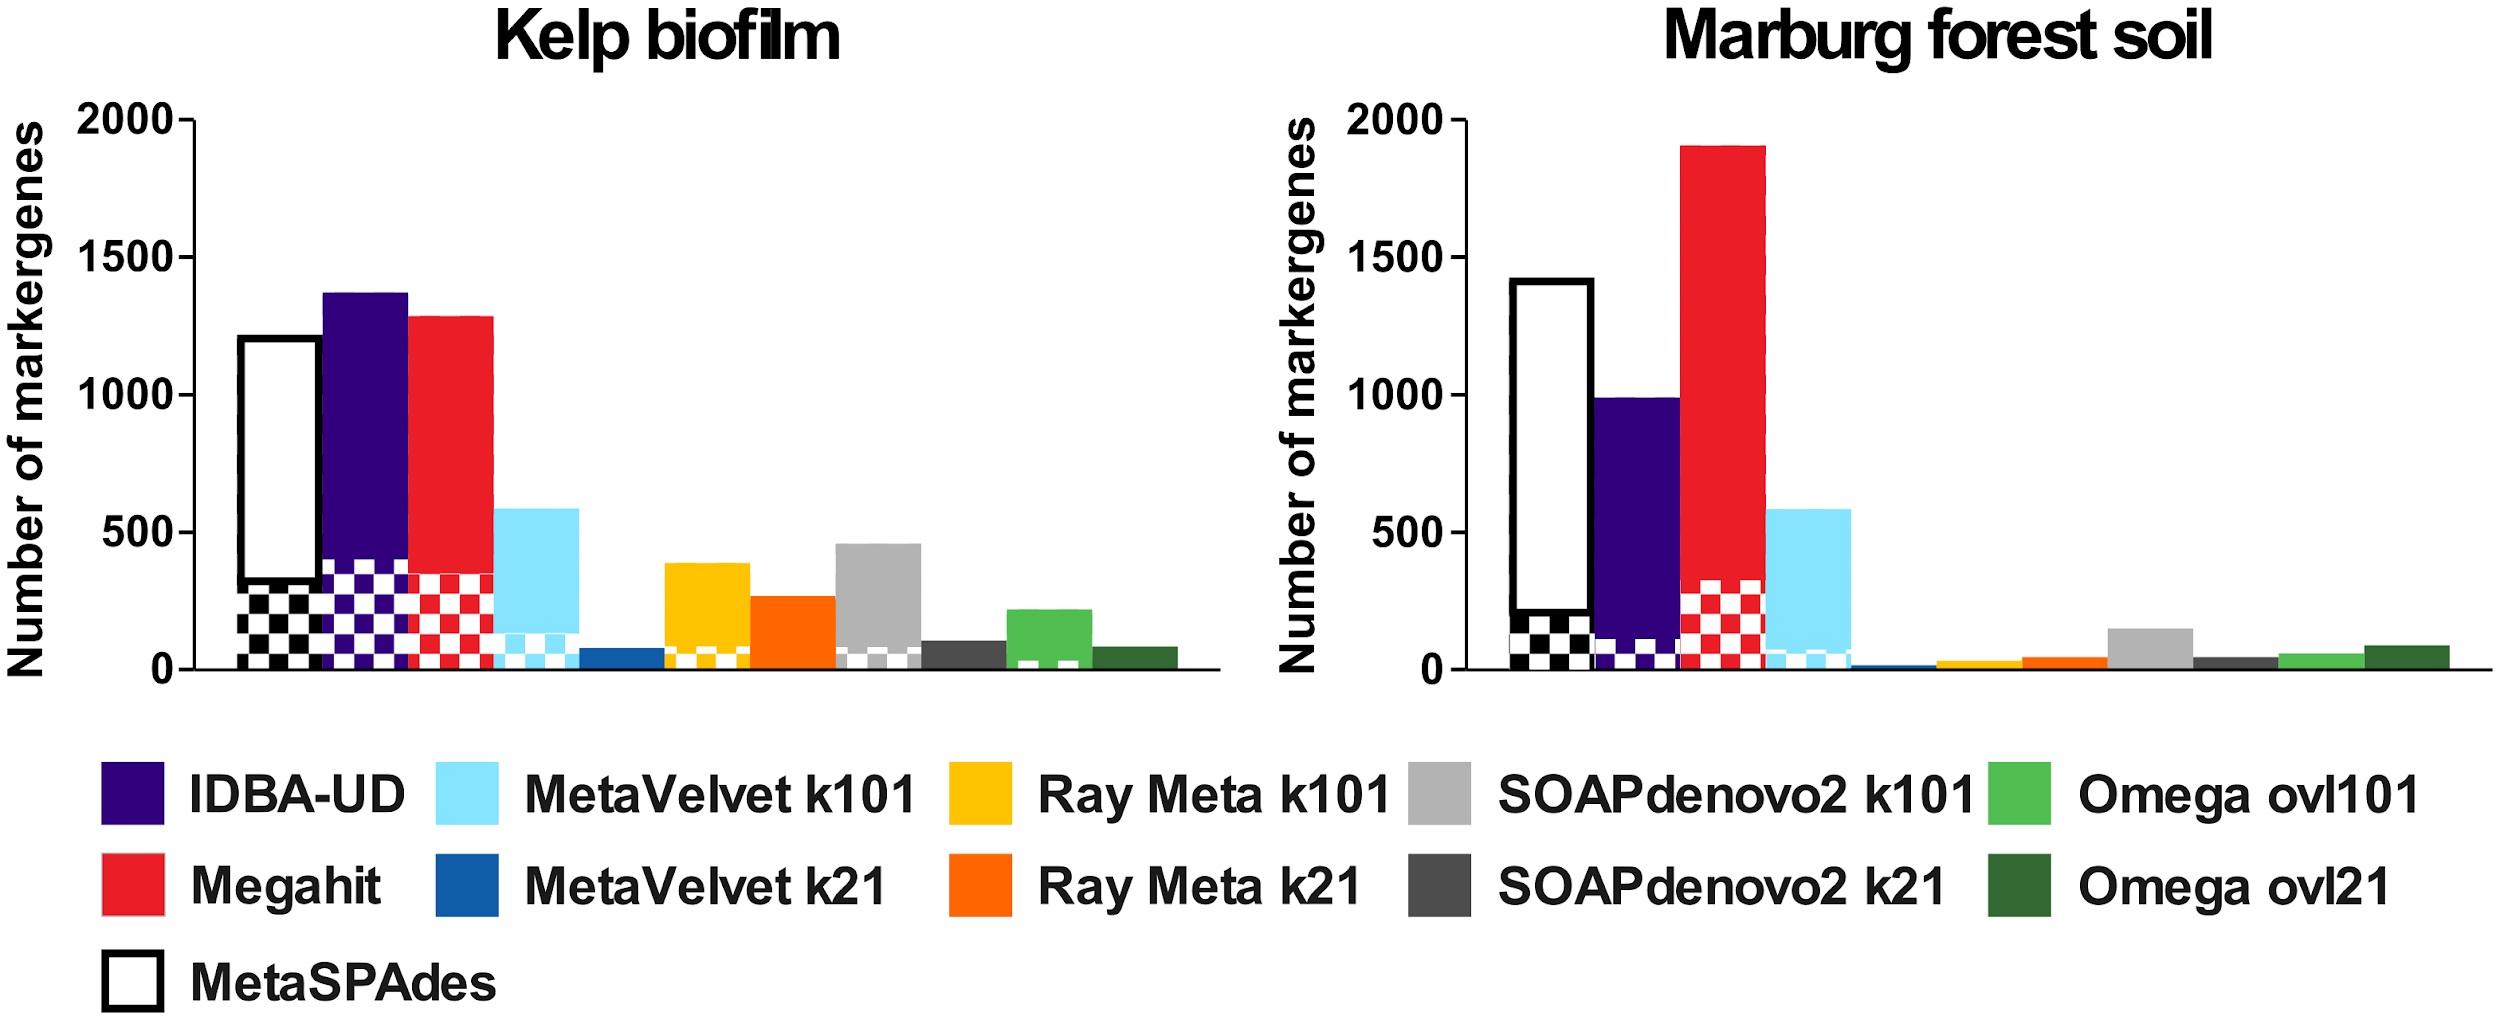 Kelp biofilm
Number of markergenes
2000
1500
1000
500
0
Marburg forest soil
Number of markergenes
2000
1500
1000
500
0
IDBA-UD
MetaVelvet k101
Ray Meta k101
SOAPdenovo2 k101
Omega ovl101
Megahit
MetaVelvet k21
Ray Meta k21
SOAPdenovo2 k21
Omega ovl21
MetaSPAdes